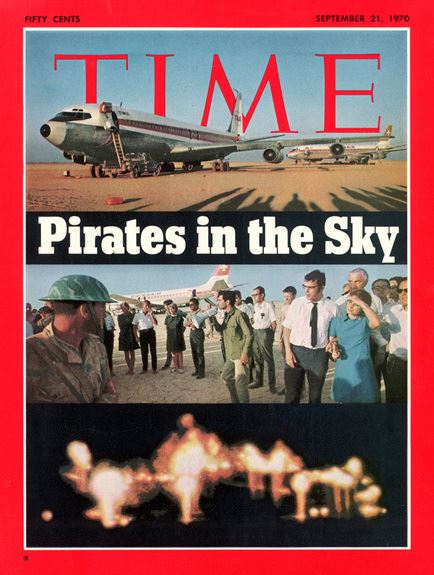 FIFTY CENTS
SEPTEMBER 21, 1970
TIME
Pirates in the Sky